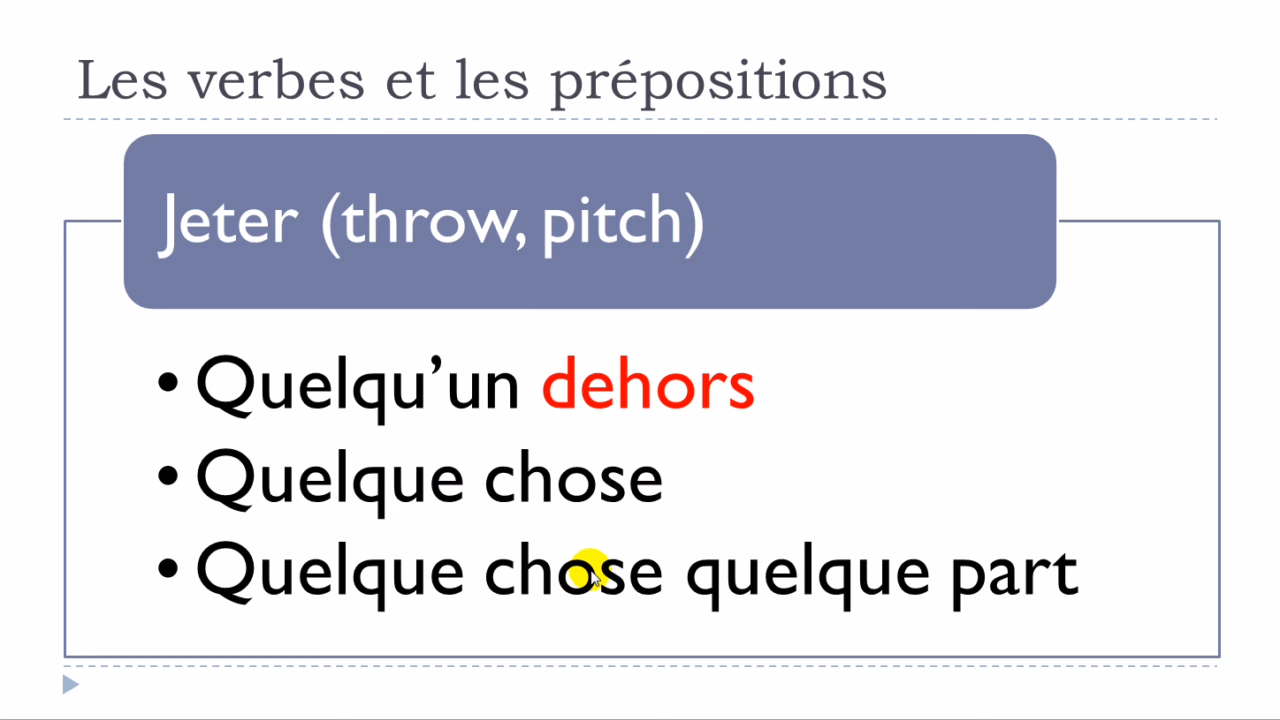 Les verbes et les prépositions
Jeter (throw, pitch)
• Quelqu’un dehors
• Quelque chose
• Quelque chose quelque part